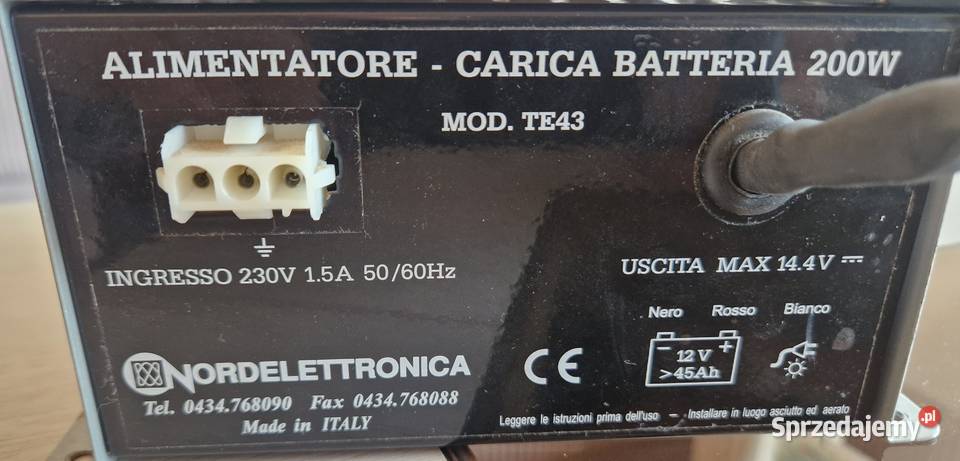 ALIMENTATORE - CARICA BATTERIA 200W
MOD. TE43
INGRESSO 230V 1.5A 50/60Hz
USCITA MAX 14.4V
Nero Rosso Bianco
- +
12 V
>45Ah
NORDELETTRONICA
CE
Tel. 0434.768090 Fax 0434.768088
Made in ITALY
Leggere le istruzioni prima dell'uso - Installare in luogo asciutto ed aerato
Sprzedajemy.pl